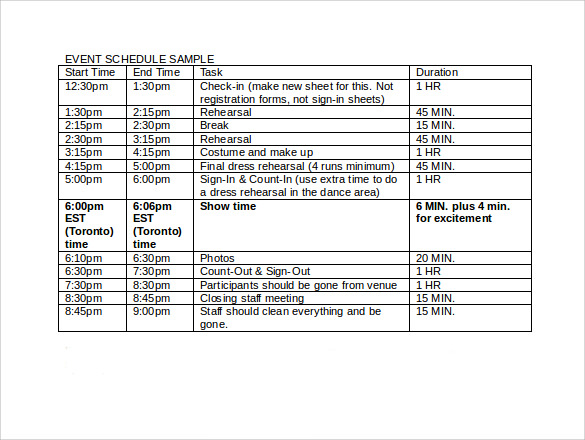 EVENT SCHEDULE SAMPLE
Start Time End Time Task Duration
12:30pm 1:30pm Check-in (make new sheet for this. Not 1 HR
registration forms, not sign-in sheets)
1:30pm 2:15pm Rehearsal 45 MIN.
2:15pm 2:30pm Break 15 MIN.
2:30pm 3:15pm Rehearsal 45 MIN.
3:15pm 4:15pm Costume and make up 1 HR
4:15pm 5:00pm Final dress rehearsal (4 runs minimum) 45 MIN.
5:00pm 6:00pm Sign-In & Count-In (use extra time to do 1 HR
a dress rehearsal in the dance area)
6:00pm 6:06pm Show time 6 MIN. plus 4 min.
EST EST for excitement
(Toronto) (Toronto)
time time
6:10pm 6:30pm Photos 20 MIN.
6:30pm 7:30pm Count-Out & Sign-Out 1 HR
7:30pm 8:30pm Participants should be gone from venue 1 HR
8:30pm 8:45pm Closing staff meeting 15 MIN.
8:45pm 9:00pm Staff should clean everything and be 15 MIN.
gone.